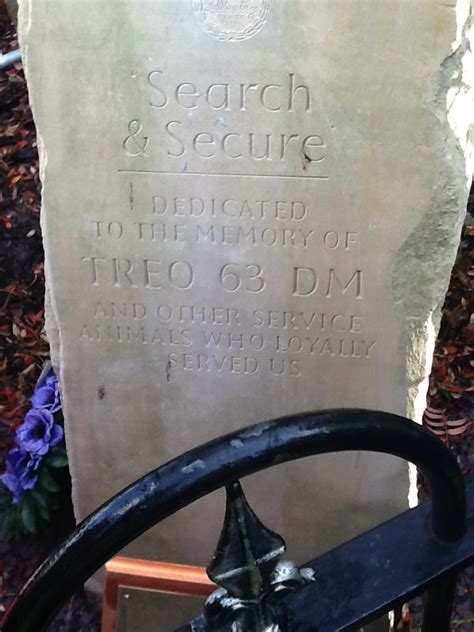 Search
& Secure
DEDICATED
TO THE MEMORY OF
TREO 63 DM
AND OTHER SERVICE
ANIMALS WHO LOYALLY
SERVED US